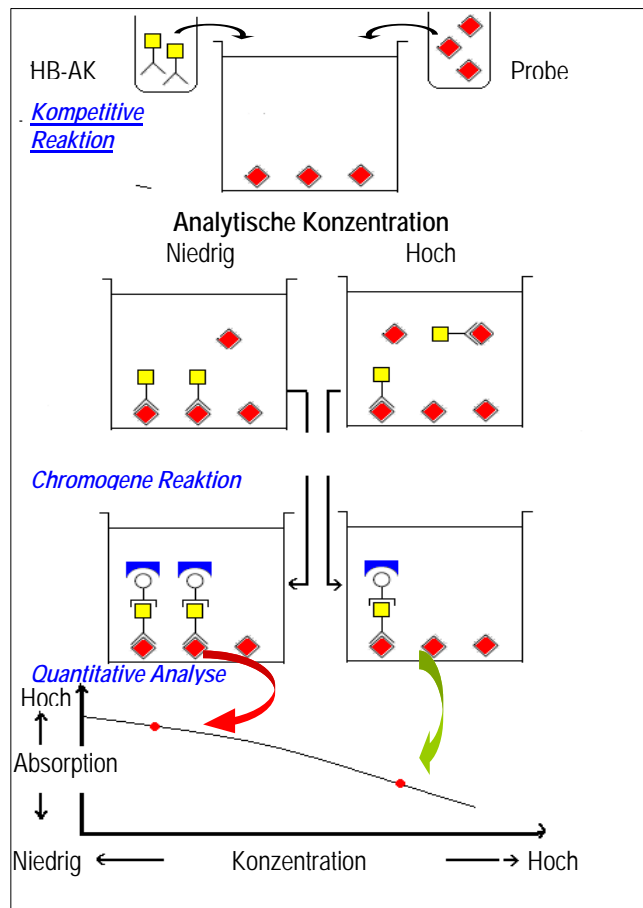 HB-AK
Probe
Kompetitive
Reaktion
Analytische Konzentration
Niedrig
Hoch
Chromogene Reaktion
Quantitative Analyse
Hoch
Absorption
Niedrig
Konzentration
Hoch